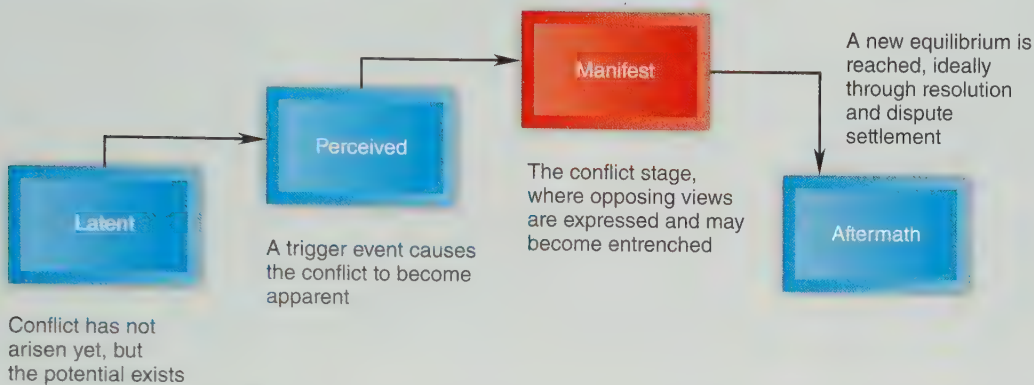 Latent
Conflict has not
arisen yet, but
the potential exists
Perceived
A trigger event causes
the conflict to become
apparent
Manifest
The conflict stage,
where opposing views
are expressed and may
become entrenched
A new equilibrium is
reached, ideally
through resolution
and dispute
settlement
Aftermath